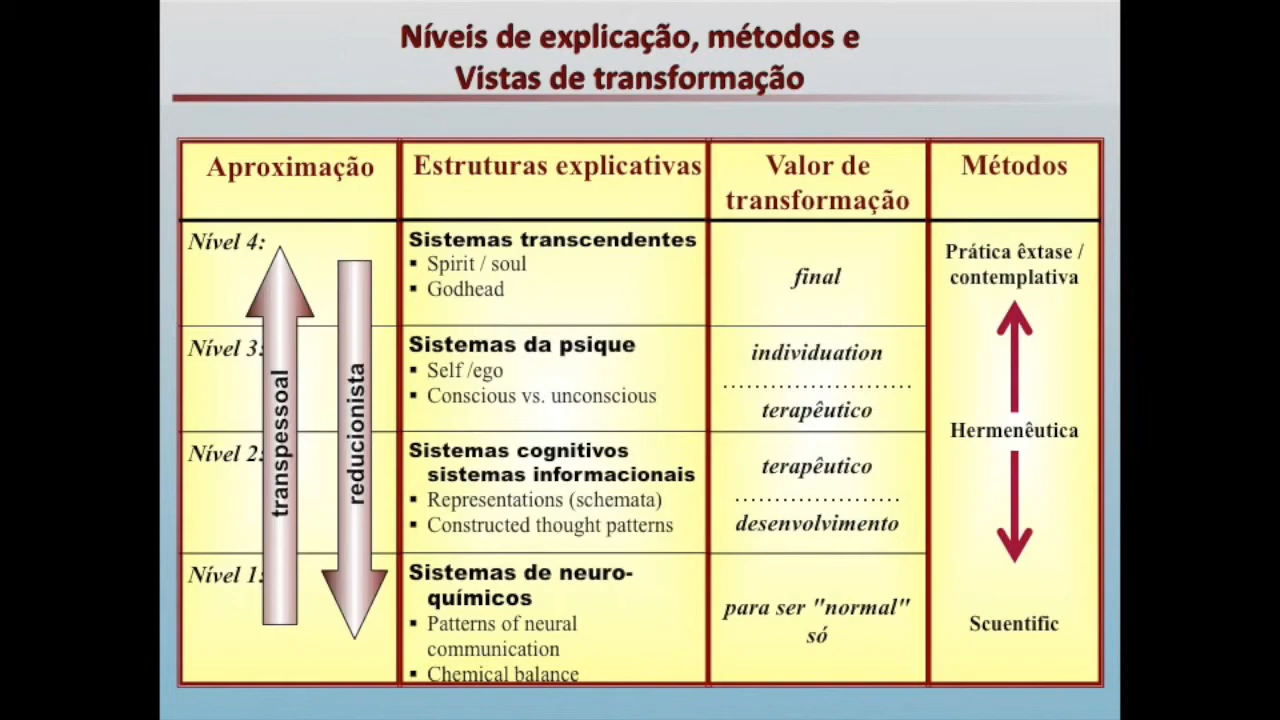 Níveis de explicação, métodos e
Vistas de transformação
Aproximação
Estruturas explicativas
Valor de
transformação
Métodos
Nível 4:
Sistemas transcendentes
▪ Spirit / soul
▪ Godhead
final
Prática êxtase /
contemplativa
Nível 3:
Sistemas da psique
▪ Self /ego
▪ Conscious vs. unconscious
individuation
terapêutico
Hermenêutica
Nível 2:
Sistemas cognitivos
sistemas informacionais
▪ Representations (schemata)
▪ Constructed thought patterns
terapêutico
desenvolvimento
Nível 1:
Sistemas de neuro-
químicos
▪ Patterns of neural
communication
▪ Chemical balance
para ser "normal"
só
Scuentific
transpessoal
reducionista